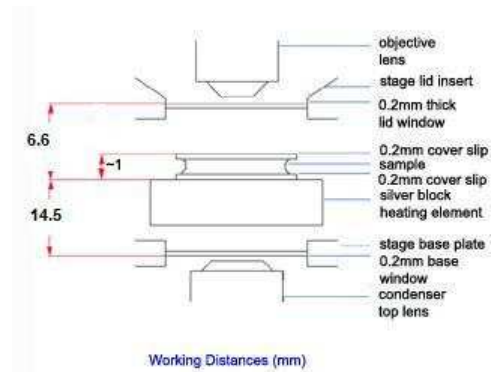 objective
lens
stage lid insert
0.2mm thick
lid window
6.6
0.2mm cover slip
~1
sample
0.2mm cover slip
silver block
heating element
14.5
stage base plate
0.2mm base
window
condenser
top lens
Working Distances (mm)